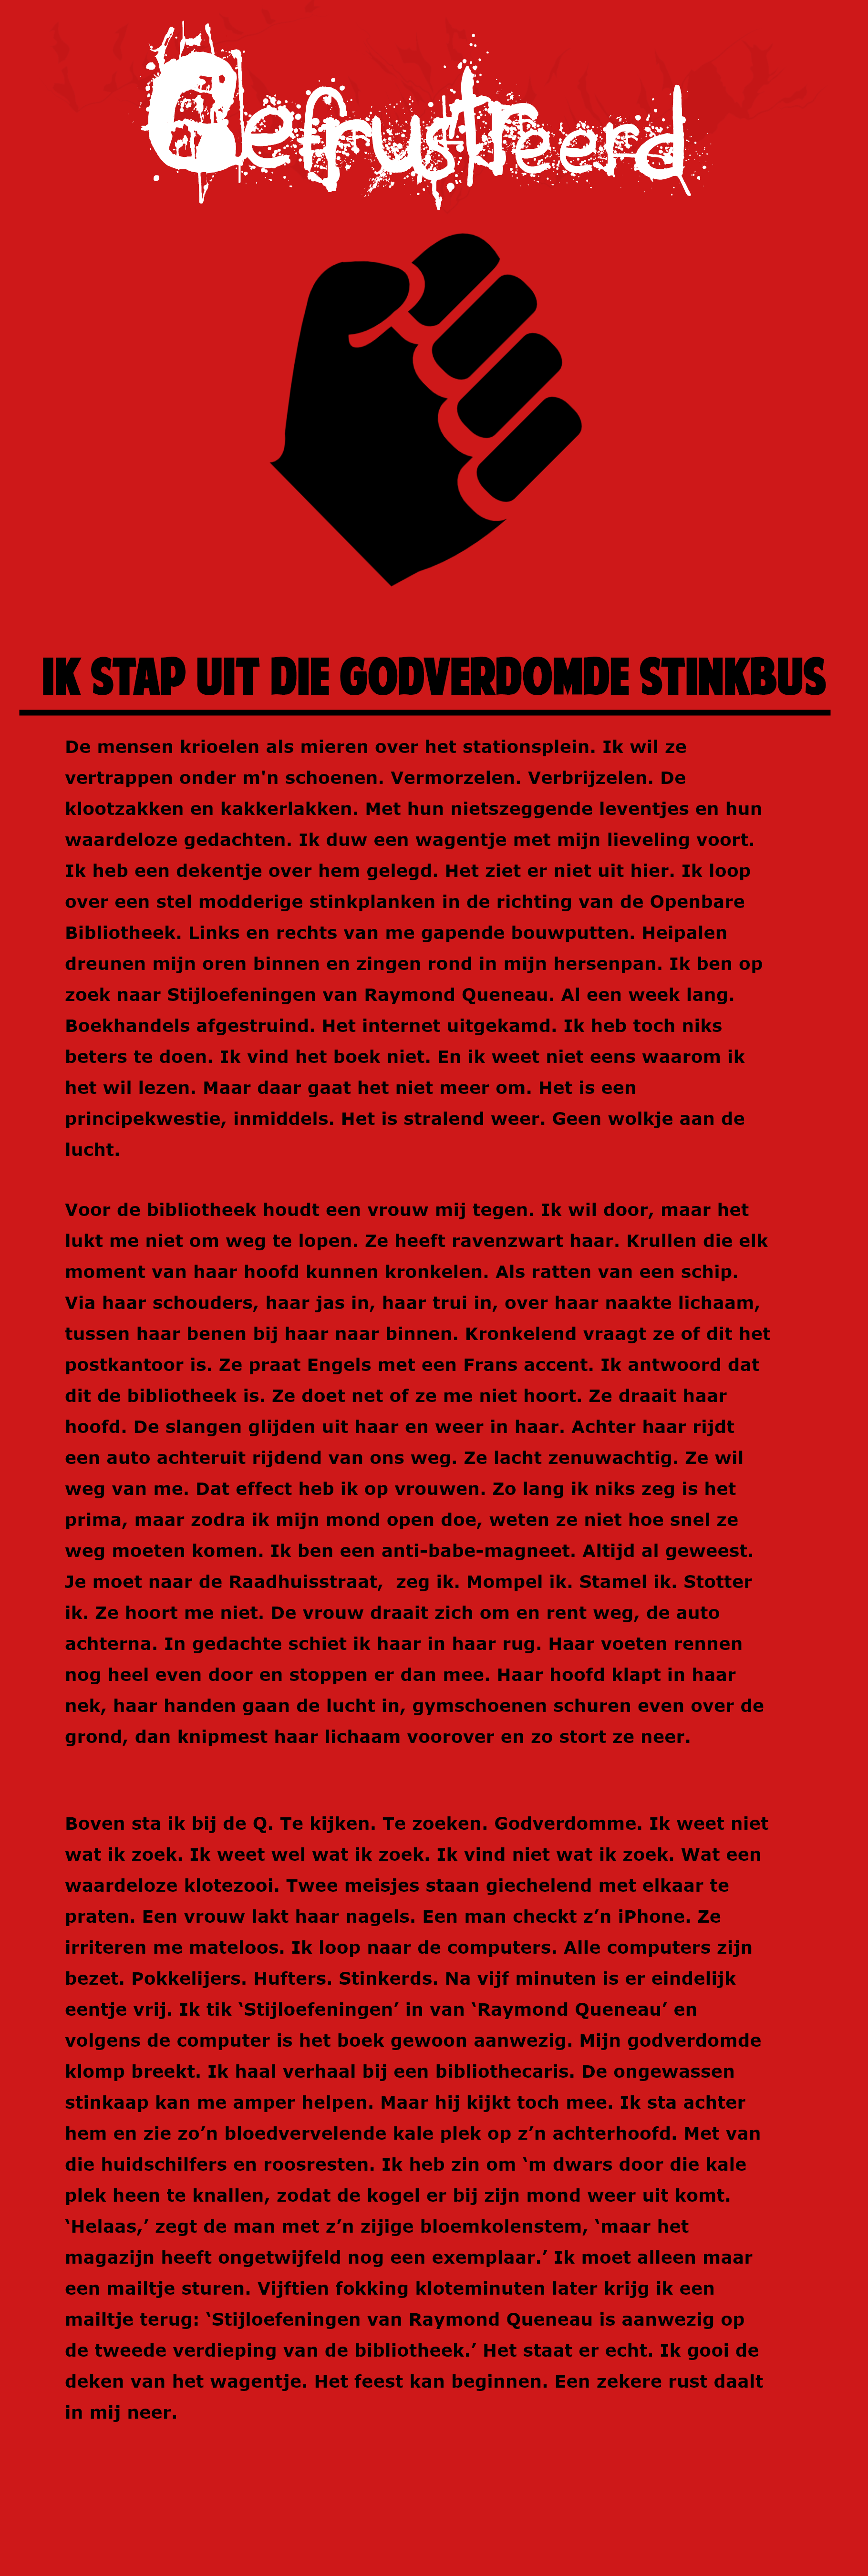 Gefrustreerd
IK STAP UIT DIE GODVERDOMDE STINKBUS
De mensen krioelen als mieren over het stationsplein. Ik wil ze
vertrappen onder m'n schoenen. Vermorzelen. Verbrijzelen. De
klootzakken en kakkerlakken. Met hun nietszeggende leventjes en hun
waardeloze gedachten. Ik duw een wagentje met mijn lieveling voort.
Ik heb een dekentje over hem gelegd. Het ziet er niet uit hier. Ik loop
over een stel modderige stinkplanken in de richting van de Openbare
Bibliotheek. Links en rechts van me gapende bouwputten. Heipalen
dreunen mijn oren binnen en zingen rond in mijn hersenpan. Ik ben op
zoek naar Stijloefeningen van Raymond Queneau. Al een week lang.
Boekhandels afgestruind. Het internet uitgekamd. Ik heb toch niks
beters te doen. Ik vind het boek niet. En ik weet niet eens waarom ik
het wil lezen. Maar daar gaat het niet meer om. Het is een
principekwestie, inmiddels. Het is stralend weer. Geen wolkje aan de
lucht.
Voor de bibliotheek houdt een vrouw mij tegen. Ik wil door, maar het
lukt me niet om weg te lopen. Ze heeft ravenzwart haar. Krullen die elk
moment van haar hoofd kunnen kronkelen. Als ratten van een schip.
Via haar schouders, haar jas in, haar trui in, over haar naakte lichaam,
tussen haar benen bij haar naar binnen. Kronkelend vraagt ze of dit het
postkantoor is. Ze praat Engels met een Frans accent. Ik antwoord dat
dit de bibliotheek is. Ze doet net of ze me niet hoort. Ze draait haar
hoofd. De slangen glijden uit haar en weer in haar. Achter haar rijdt
een auto achteruit rijdend van ons weg. Ze lacht zenuwachtig. Ze wil
weg van me. Dat effect heb ik op vrouwen. Zo lang ik niks zeg is het
prima, maar zodra ik mijn mond open doe, weten ze niet hoe snel ze
weg moeten komen. Ik ben een anti-babe-magneet. Altijd al geweest.
Je moet naar de Raadhuisstraat,  zeg ik. Mompel ik. Stamel ik. Stotter
ik. Ze hoort me niet. De vrouw draait zich om en rent weg, de auto
achterna. In gedachte schiet ik haar in haar rug. Haar voeten rennen
nog heel even door en stoppen er dan mee. Haar hoofd klapt in haar
nek, haar handen gaan de lucht in, gymschoenen schuren even over de
grond, dan knipmest haar lichaam voorover en zo stort ze neer.
Boven sta ik bij de Q. Te kijken. Te zoeken. Godverdomme. Ik weet niet
wat ik zoek. Ik weet wel wat ik zoek. Ik vind niet wat ik zoek. Wat een
waardeloze klotezooi. Twee meisjes staan giechelend met elkaar te
praten. Een vrouw lakt haar nagels. Een man checkt z’n iPhone. Ze
irriteren me mateloos. Ik loop naar de computers. Alle computers zijn
bezet. Pokkelijers. Hufters. Stinkerds. Na vijf minuten is er eindelijk
eentje vrij. Ik tik ‘Stijloefeningen’ in van ‘Raymond Queneau’ en
volgens de computer is het boek gewoon aanwezig. Mijn godverdomde
klomp breekt. Ik haal verhaal bij een bibliothecaris. De ongewassen
stinkaap kan me amper helpen. Maar hij kijkt toch mee. Ik sta achter
hem en zie zo’n bloedvervelende kale plek op z’n achterhoofd. Met van
die huidschilfers en roosresten. Ik heb zin om ‘m dwars door die kale
plek heen te knallen, zodat de kogel er bij zijn mond weer uit komt.
‘Helaas,’ zegt de man met z’n zijige bloemkolenstem, ‘maar het
magazijn heeft ongetwijfeld nog een exemplaar.’ Ik moet alleen maar
een mailtje sturen. Vijftien fokking kloteminuten later krijg ik een
mailtje terug: ‘Stijloefeningen van Raymond Queneau is aanwezig op
de tweede verdieping van de bibliotheek.’ Het staat er echt. Ik gooi de
deken van het wagentje. Het feest kan beginnen. Een zekere rust daalt
in mij neer.